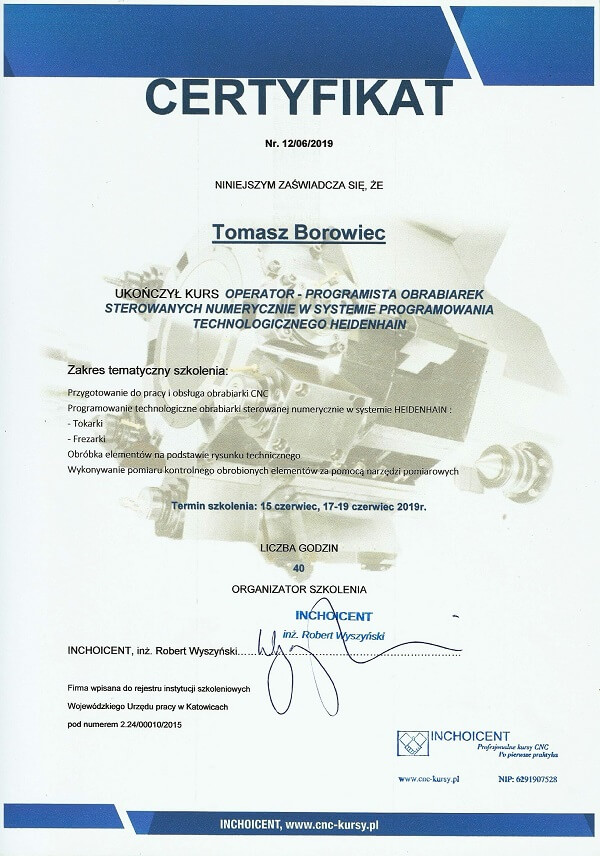 CERTYFIKAT
Nr. 12/06/2019
NINIEJSZYM ZAŚWIADCZA SIĘ, ŻE
Tomasz Borowiec
UKOŃCZYŁ KURS OPERATOR - PROGRAMISTA OBRABIAREK
STEROWANYCH NUMERYCZNIE W SYSTEMIE PROGRAMOWANIA
TECHNOLOGICZNEGO HEIDENHAIN
Zakres tematyczny szkolenia:
Przygotowanie do pracy i obsługa obrabiarki CNC
Programowanie technologiczne obrabiarki sterowanej numerycznie w systemie HEIDENHAIN :
- Tokarki
- Frezarki
Obróbka elementów na podstawie rysunku technicznego
Wykonywanie pomiaru kontrolnego obrobionych elementów za pomocą narzędzi pomiarowych
Termin szkolenia: 15 czerwiec, 17-19 czerwiec 2019r.
LICZBA GODZIN
40
ORGANIZATOR SZKOLENIA
INCHOICENT
inż. Robert Wyszyński
INCHOICENT, inż. Robert Wyszyński
Firma wpisana do rejestru instytucji szkoleniowych
Wojewódzkiego Urzędu pracy w Katowicach
pod numerem 2.24/00010/2015
INCHOICENT
Profesjonalne kursy CNC
Po pierwsze praktyka
www.cnc-kursy.pl NIP: 6291907528
INCHOICENT, www.cnc-kursy.pl